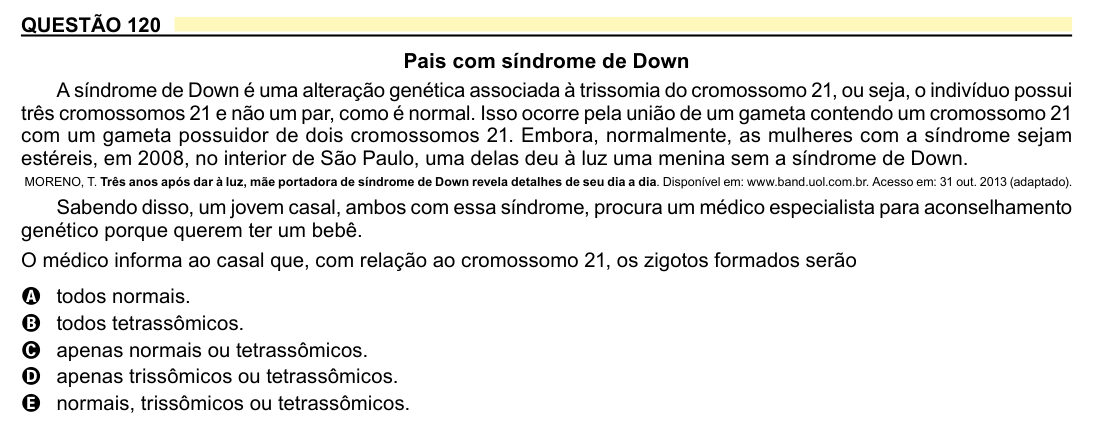 QUESTÃO 120
Pais com síndrome de Down
A síndrome de Down é uma alteração genética associada à trissomia do cromossomo 21, ou seja, o indivíduo possui
três cromossomos 21 e não um par, como é normal. Isso ocorre pela união de um gameta contendo um cromossomo 21
com um gameta possuidor de dois cromossomos 21. Embora, normalmente, as mulheres com a síndrome sejam
estéreis, em 2008, no interior de São Paulo, uma delas deu à luz uma menina sem a síndrome de Down.
MORENO, T. Três anos após dar à luz, mãe portadora de síndrome de Down revela detalhes de seu dia a dia. Disponível em: www.band.uol.com.br. Acesso em: 31 out. 2013 (adaptado).
Sabendo disso, um jovem casal, ambos com essa síndrome, procura um médico especialista para aconselhamento
genético porque querem ter um bebê.
O médico informa ao casal que, com relação ao cromossomo 21, os zigotos formados serão
A todos normais.
B todos tetrassômicos.
C apenas normais ou tetrassômicos.
D apenas trissômicos ou tetrassômicos.
E normais, trissômicos ou tetrassômicos.